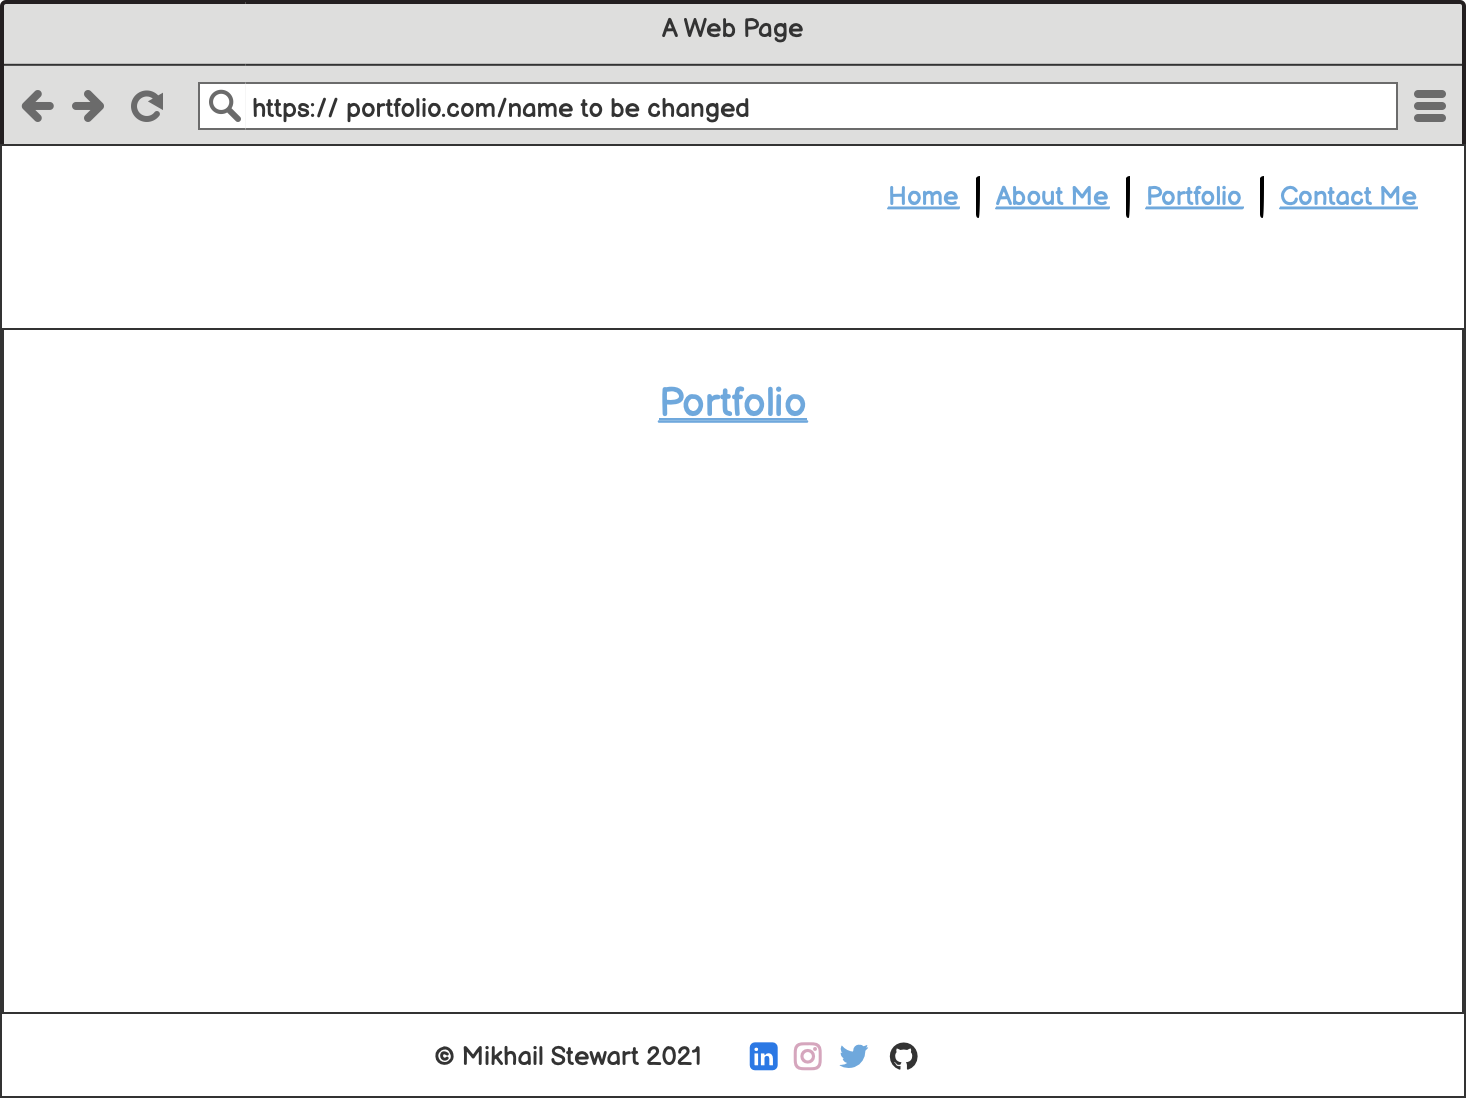 A Web Page
https:// portfolio.com/name to be changed
Home About Me Portfolio Contact Me
Portfolio
© Mikhail Stewart 2021 in